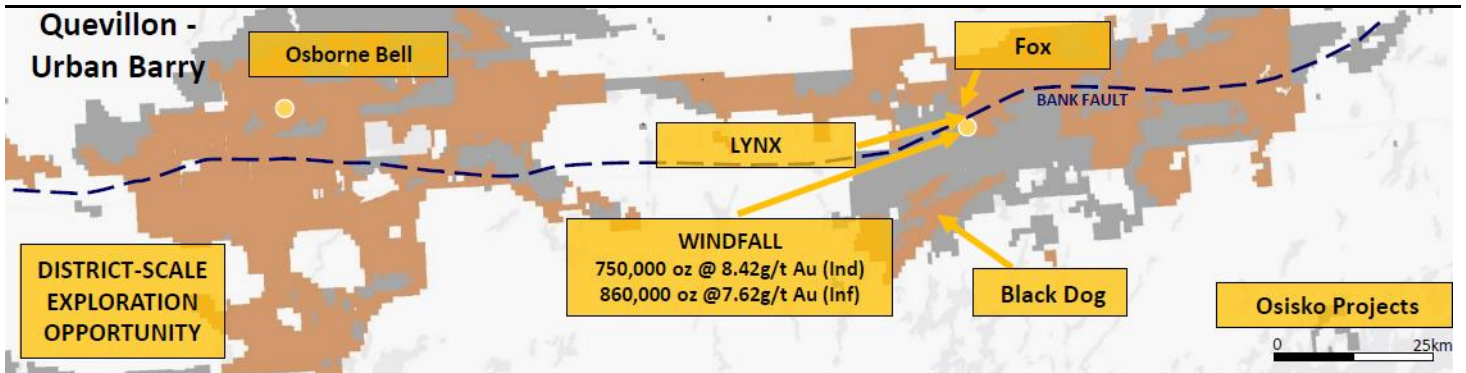 Quevillon -
Urban Barry
Osborne Bell
Fox
BANK FAULT
LYNX
WINDFALL
750,000 oz @ 8.42g/t Au (Ind)
860,000 oz @7.62g/t Au (Inf)
Black Dog
DISTRICT-SCALE
EXPLORATION
OPPORTUNITY
Osisko Projects
0 25km